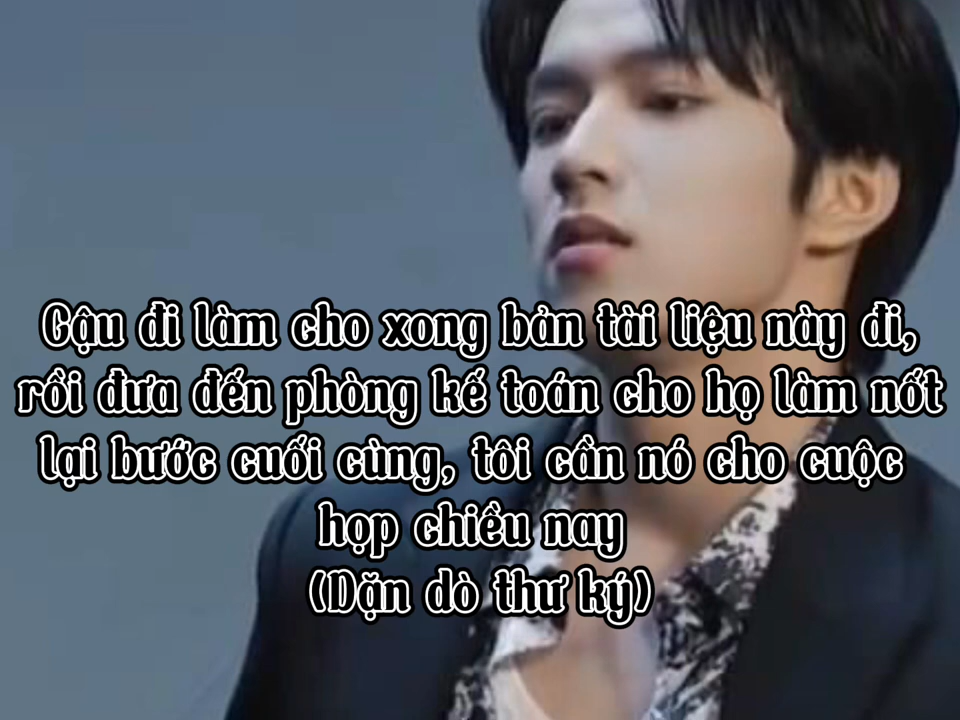 Cậu đi làm cho xong bản tài liệu này đi,
rồi đưa đến phòng kế toán cho họ làm nốt
lại bước cuối cùng, tôi cần nó cho cuộc
họp chiều nay
(Dặn dò thư ký)